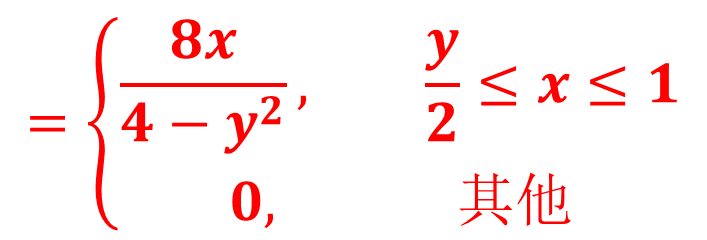 = { 8x / (4 − y²), y/2 ≤ x ≤ 1
0, 其他